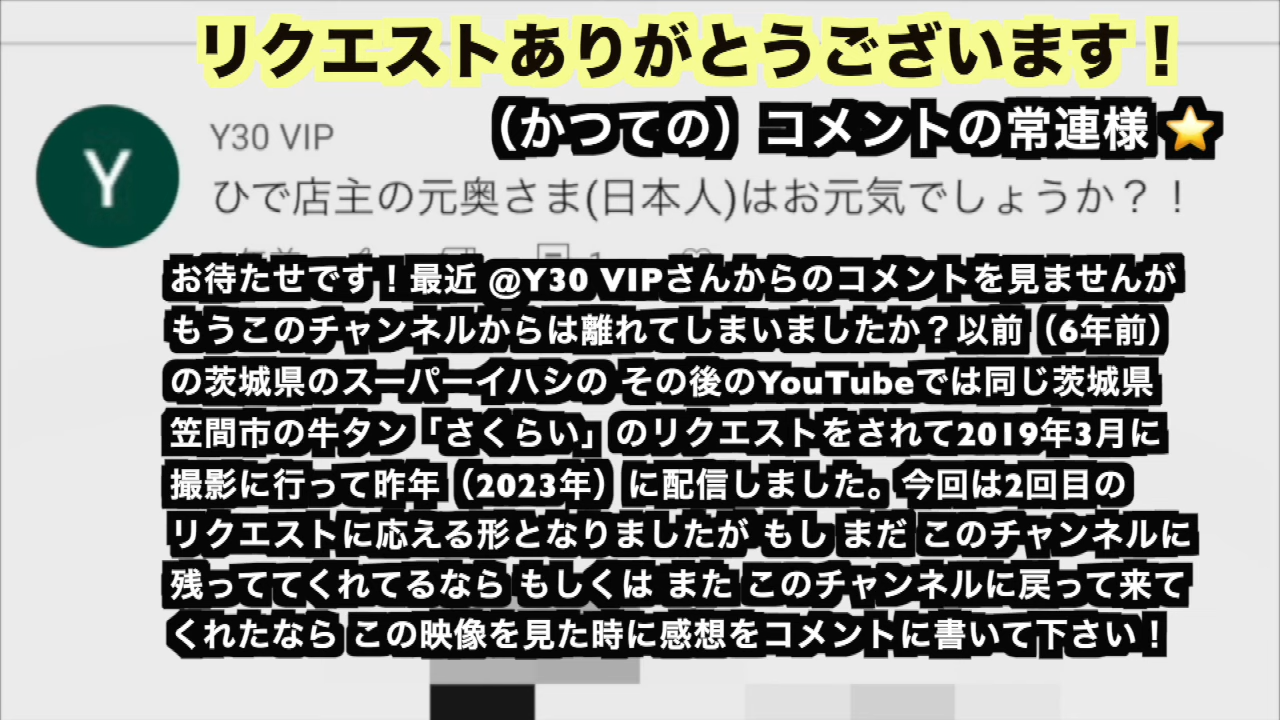 リクエストありがとうございます！
（かつての）コメントの常連様⭐
Y
Y30 VIP
ひで店主の元奥さま(日本人)はお元気でしょうか？！
お待たせです！最近 @Y30 VIPさんからのコメントを見ませんが
もうこのチャンネルからは離れてしまいましたか？以前（6年前）
の茨城県のスーパーイハシの その後のYouTubeでは同じ茨城県
笠間市の牛タン「さくらい」のリクエストをされて2019年3月に
撮影に行って昨年（2023年）に配信しました。今回は2回目の
リクエストに応える形となりましたが もし まだ このチャンネルに
残っててくれてるなら もしくは また このチャンネルに戻って来て
くれたなら この映像を見た時に感想をコメントに書いて下さい！